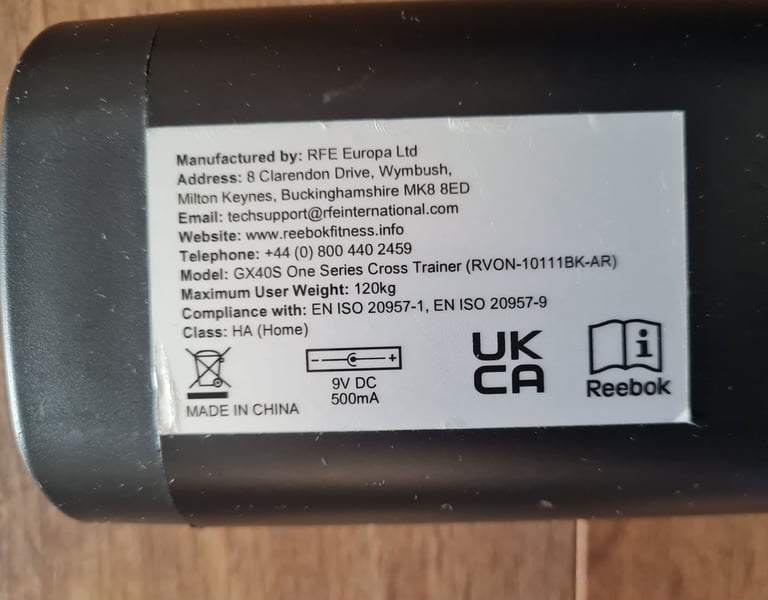 Manufactured by: RFE Europa Ltd
Address: 8 Clarendon Drive, Wymbush,
Milton Keynes, Buckinghamshire MK8 8ED
Email: techsupport@rfeinternational.com
Website: www.reebokfitness.info
Telephone: +44 (0) 800 440 2459
Model: GX40S One Series Cross Trainer (RVON-10111BK-AR)
Maximum User Weight: 120kg
Compliance with: EN ISO 20957-1, EN ISO 20957-9
Class: HA (Home)
- +
9V DC
500mA
MADE IN CHINA
UK
CA
i
Reebok